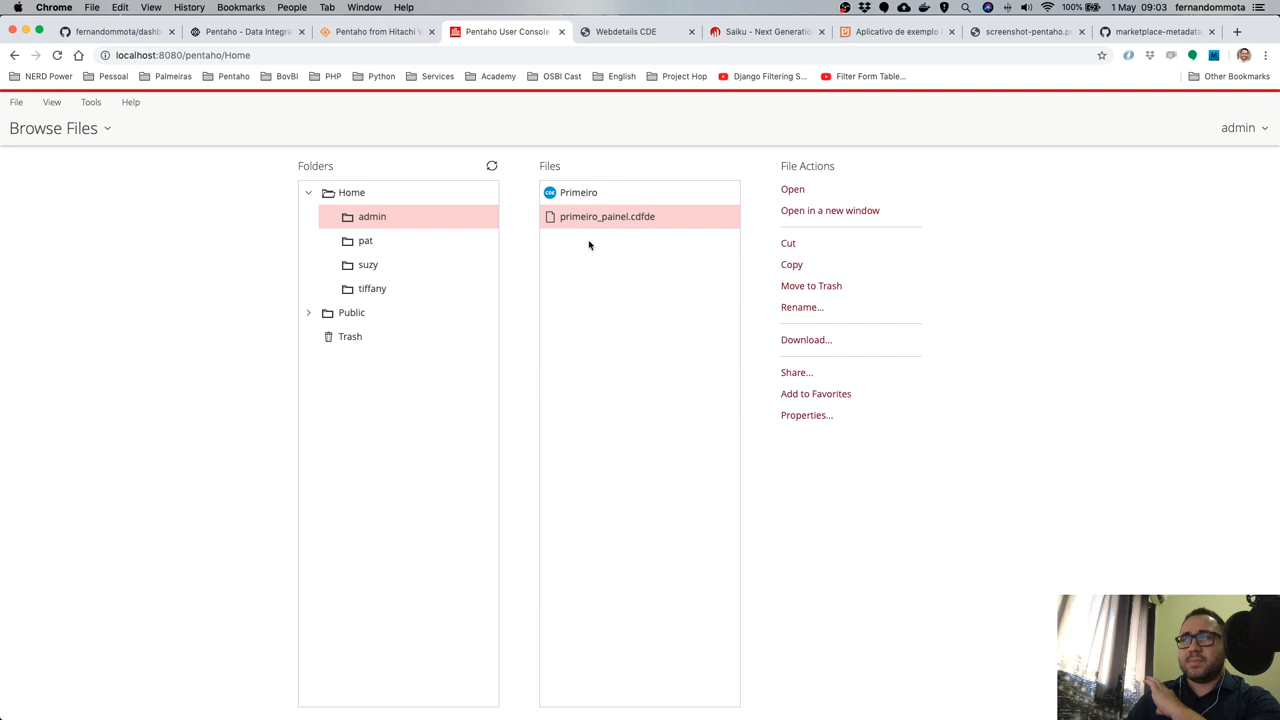 Chrome File Edit View History Bookmarks People Tab Window Help 100% 1 May 09:03 fernandommota
fernandommota/dashb Pentaho - Data Integra Pentaho from Hitachi V Pentaho User Console Webdetails CDE Saiku - Next Generatio Aplicativo de exemplo screenshot-pentaho.p marketplace-metadata
localhost:8080/pentaho/Home
NERD Power Pessoal Palmeiras Pentaho BovBI PHP Python Services Academy OSBI Cast English Project Hop Django Filtering S... Filter Form Table... Other Bookmarks
File View Tools Help
Browse Files admin
Folders Files File Actions
Home
admin
pat
suzy
tiffany
Public
Trash
CDE Primeiro
primeiro_painel.cdfde
Open
Open in a new window
Cut
Copy
Move to Trash
Rename...
Download...
Share...
Add to Favorites
Properties...